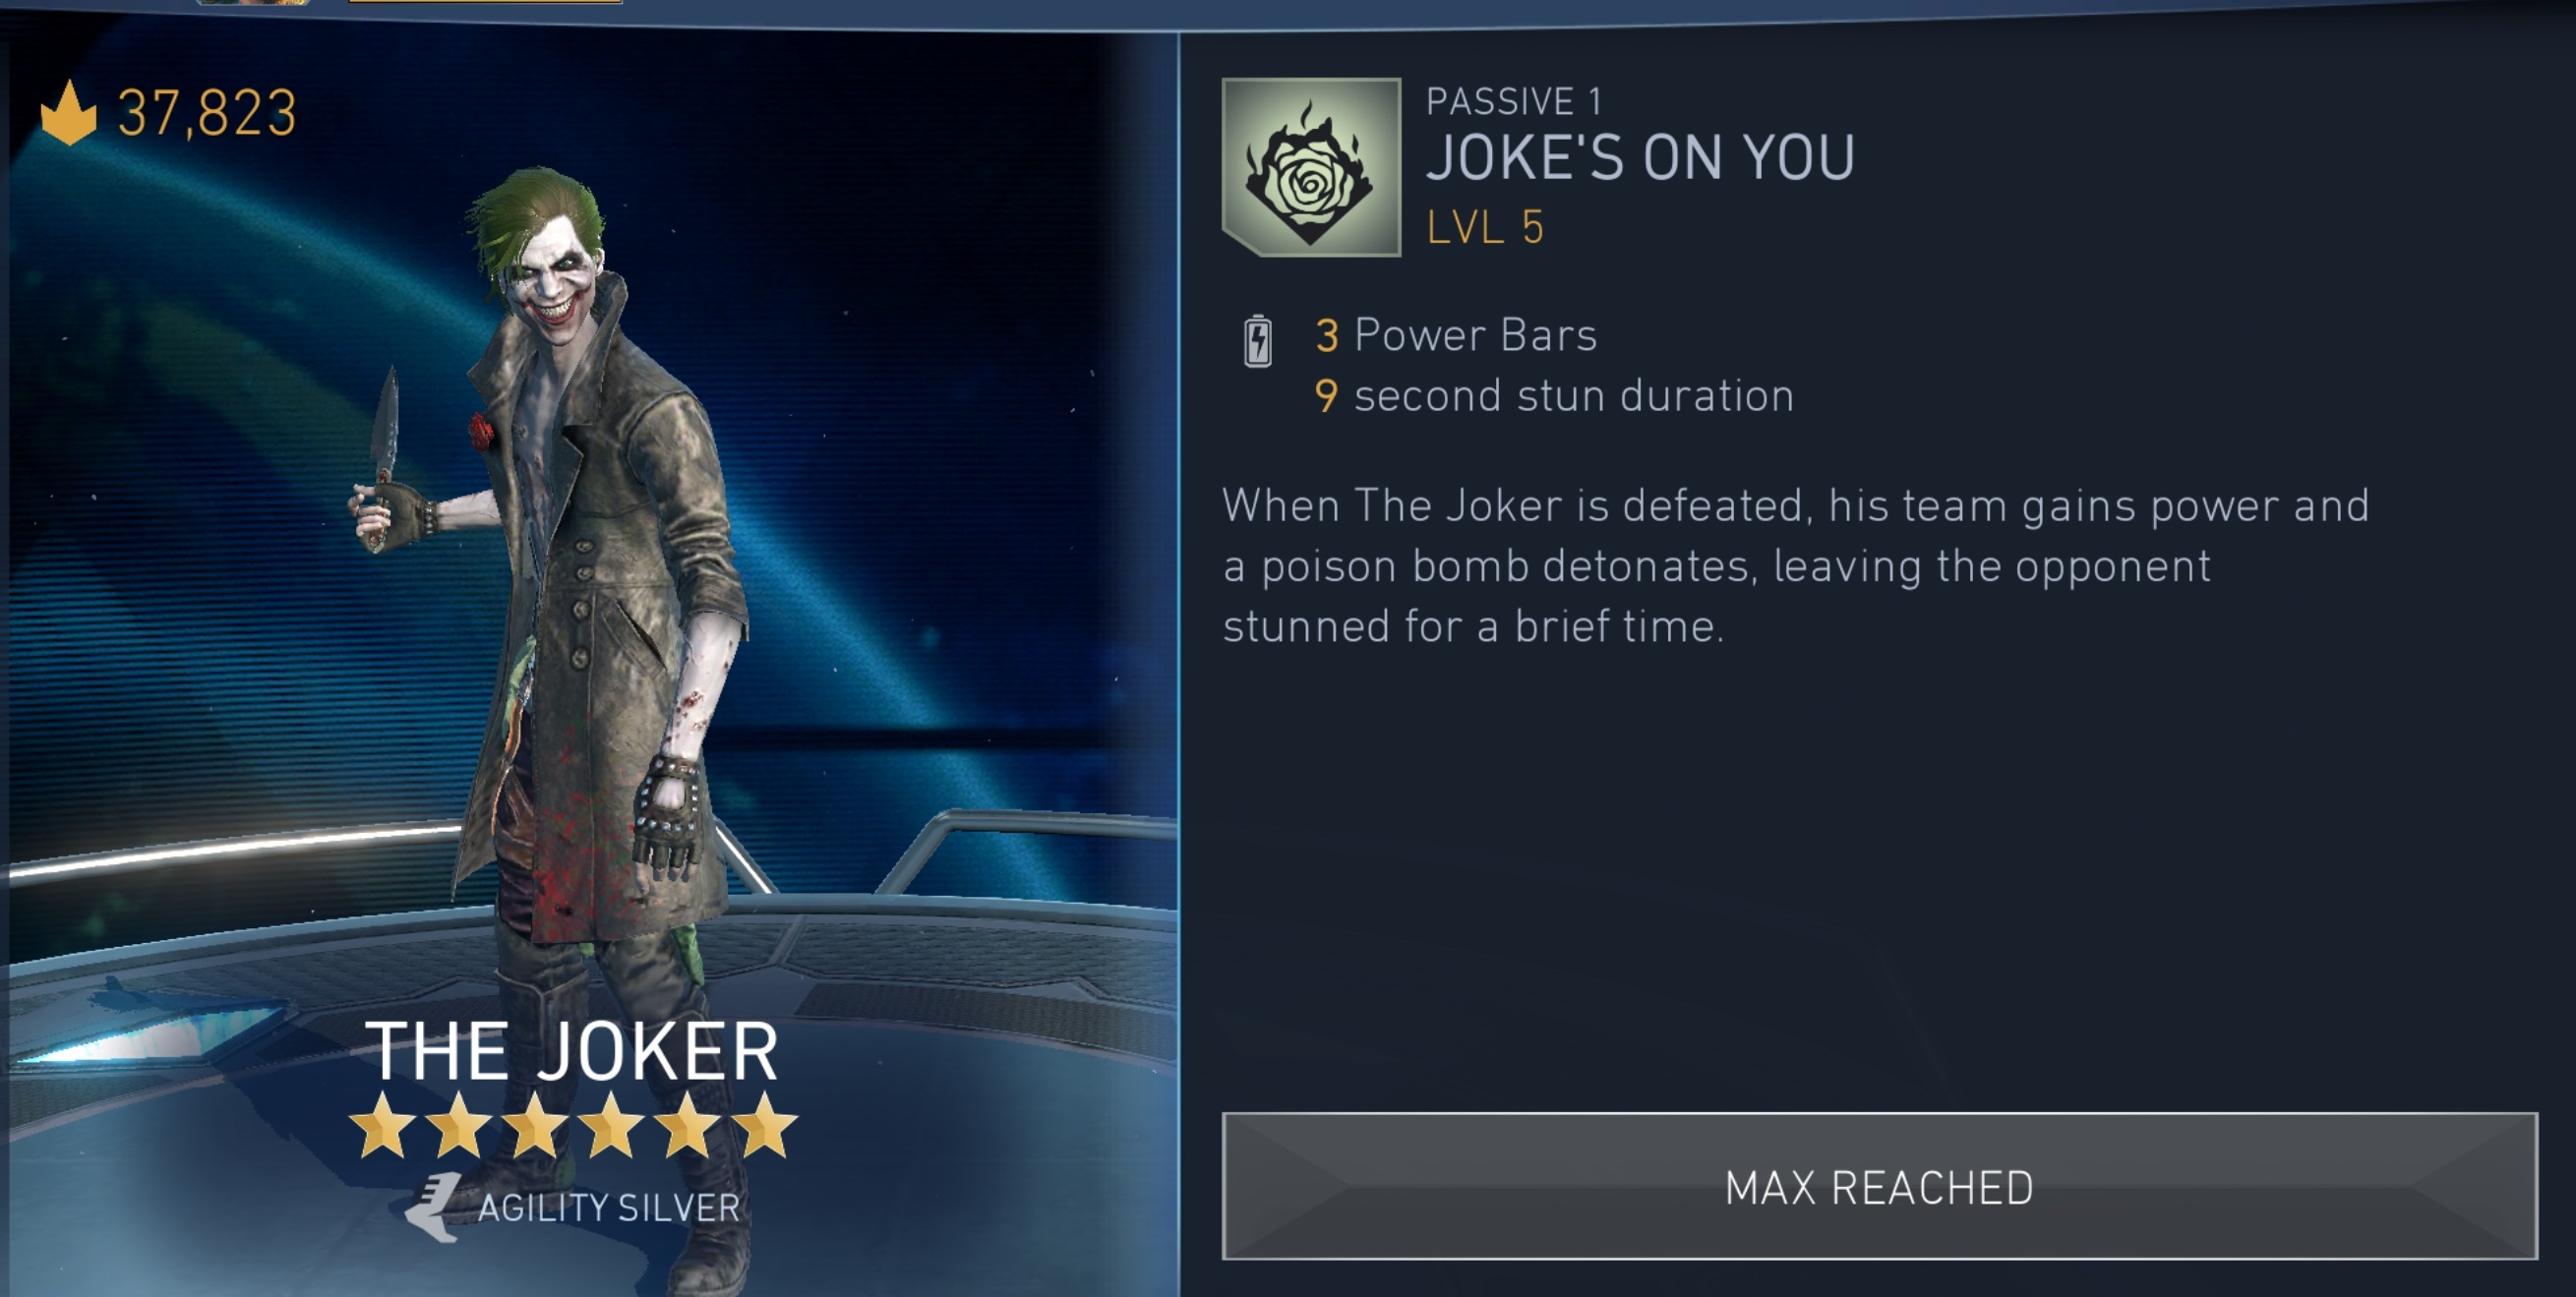 37,823
THE JOKER
AGILITY SILVER
PASSIVE 1
JOKE'S ON YOU
LVL 5
3 Power Bars
9 second stun duration
When The Joker is defeated, his team gains power and
a poison bomb detonates, leaving the opponent
stunned for a brief time.
MAX REACHED